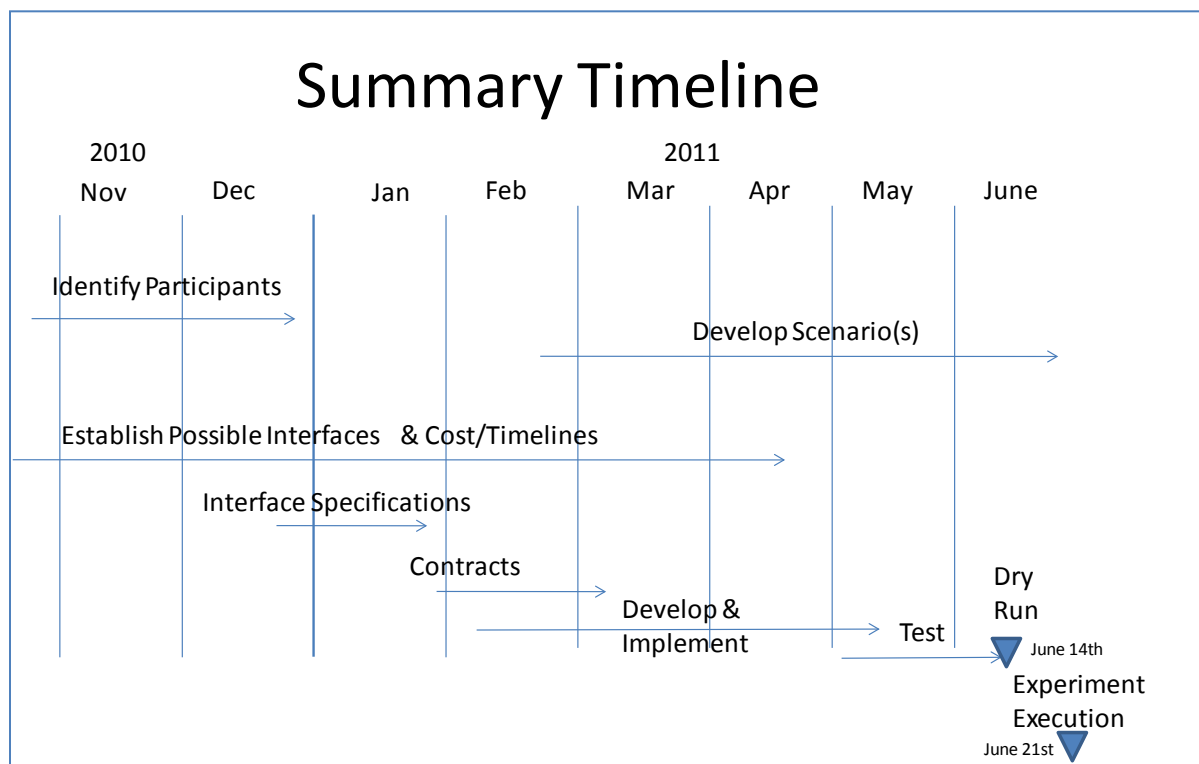 Summary Timeline
2010
2011
Nov
Dec
Jan
Feb
Mar
Apr
May
June
Identify Participants
Develop Scenario(s)
Establish Possible Interfaces & Cost/Timelines
Interface Specifications
Contracts
Develop &
Implement
Test
Dry
Run
June 14th
Experiment
Execution
June 21st